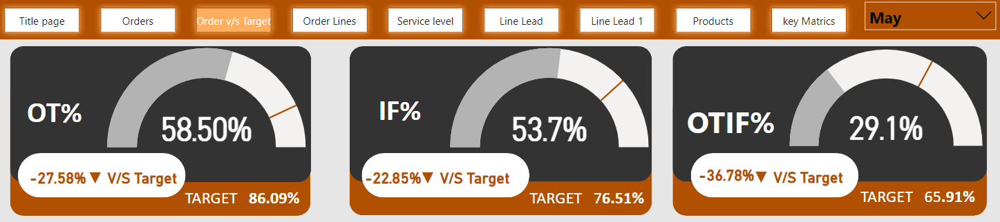 Title page
Orders
Order v/s Target
Order Lines
Service level
Line Lead
Line Lead 1
Products
key Matrics
May
OT%
58.50%
-27.58%▼ V/S Target
TARGET 86.09%
IF%
53.7%
-22.85%▼ V/S Target
TARGET 76.51%
OTIF%
29.1%
-36.78%▼ V/S Target
TARGET 65.91%